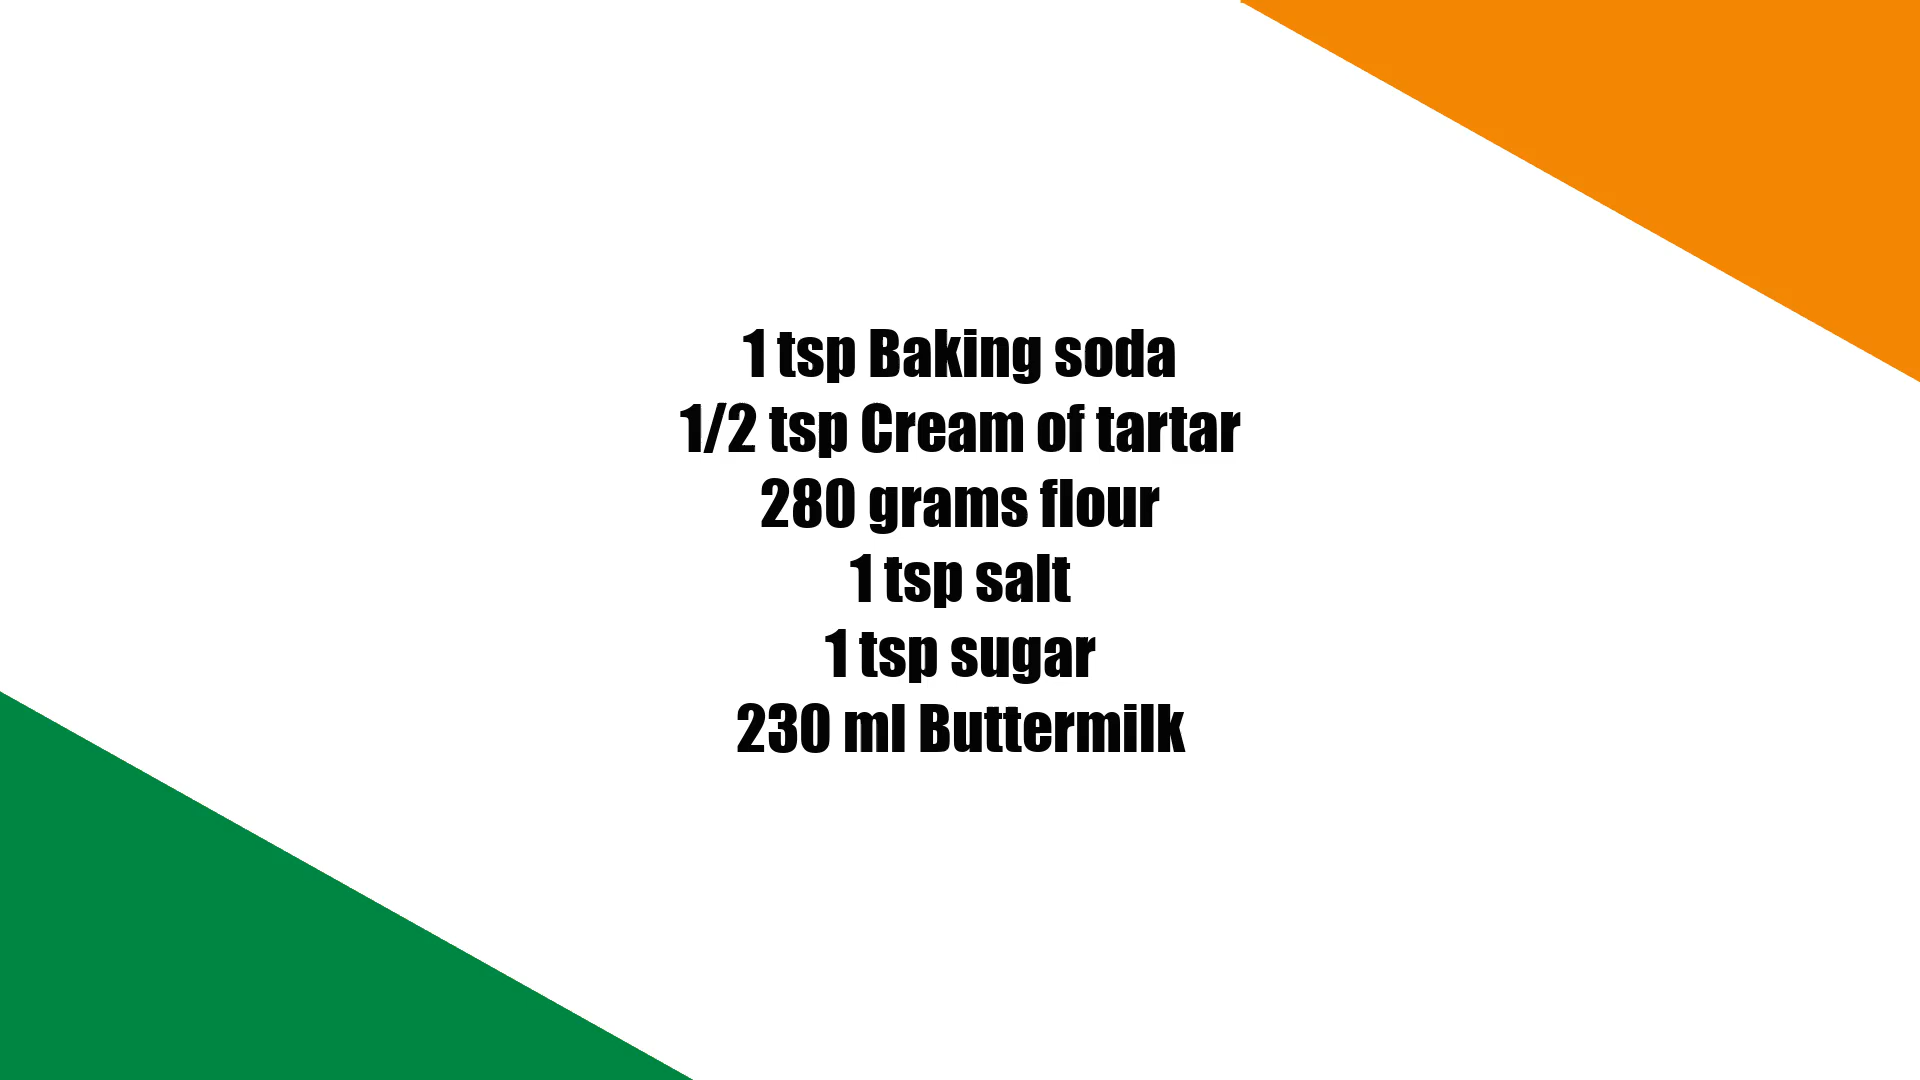 1 tsp Baking soda
1/2 tsp Cream of tartar
280 grams flour
1 tsp salt
1 tsp sugar
230 ml Buttermilk